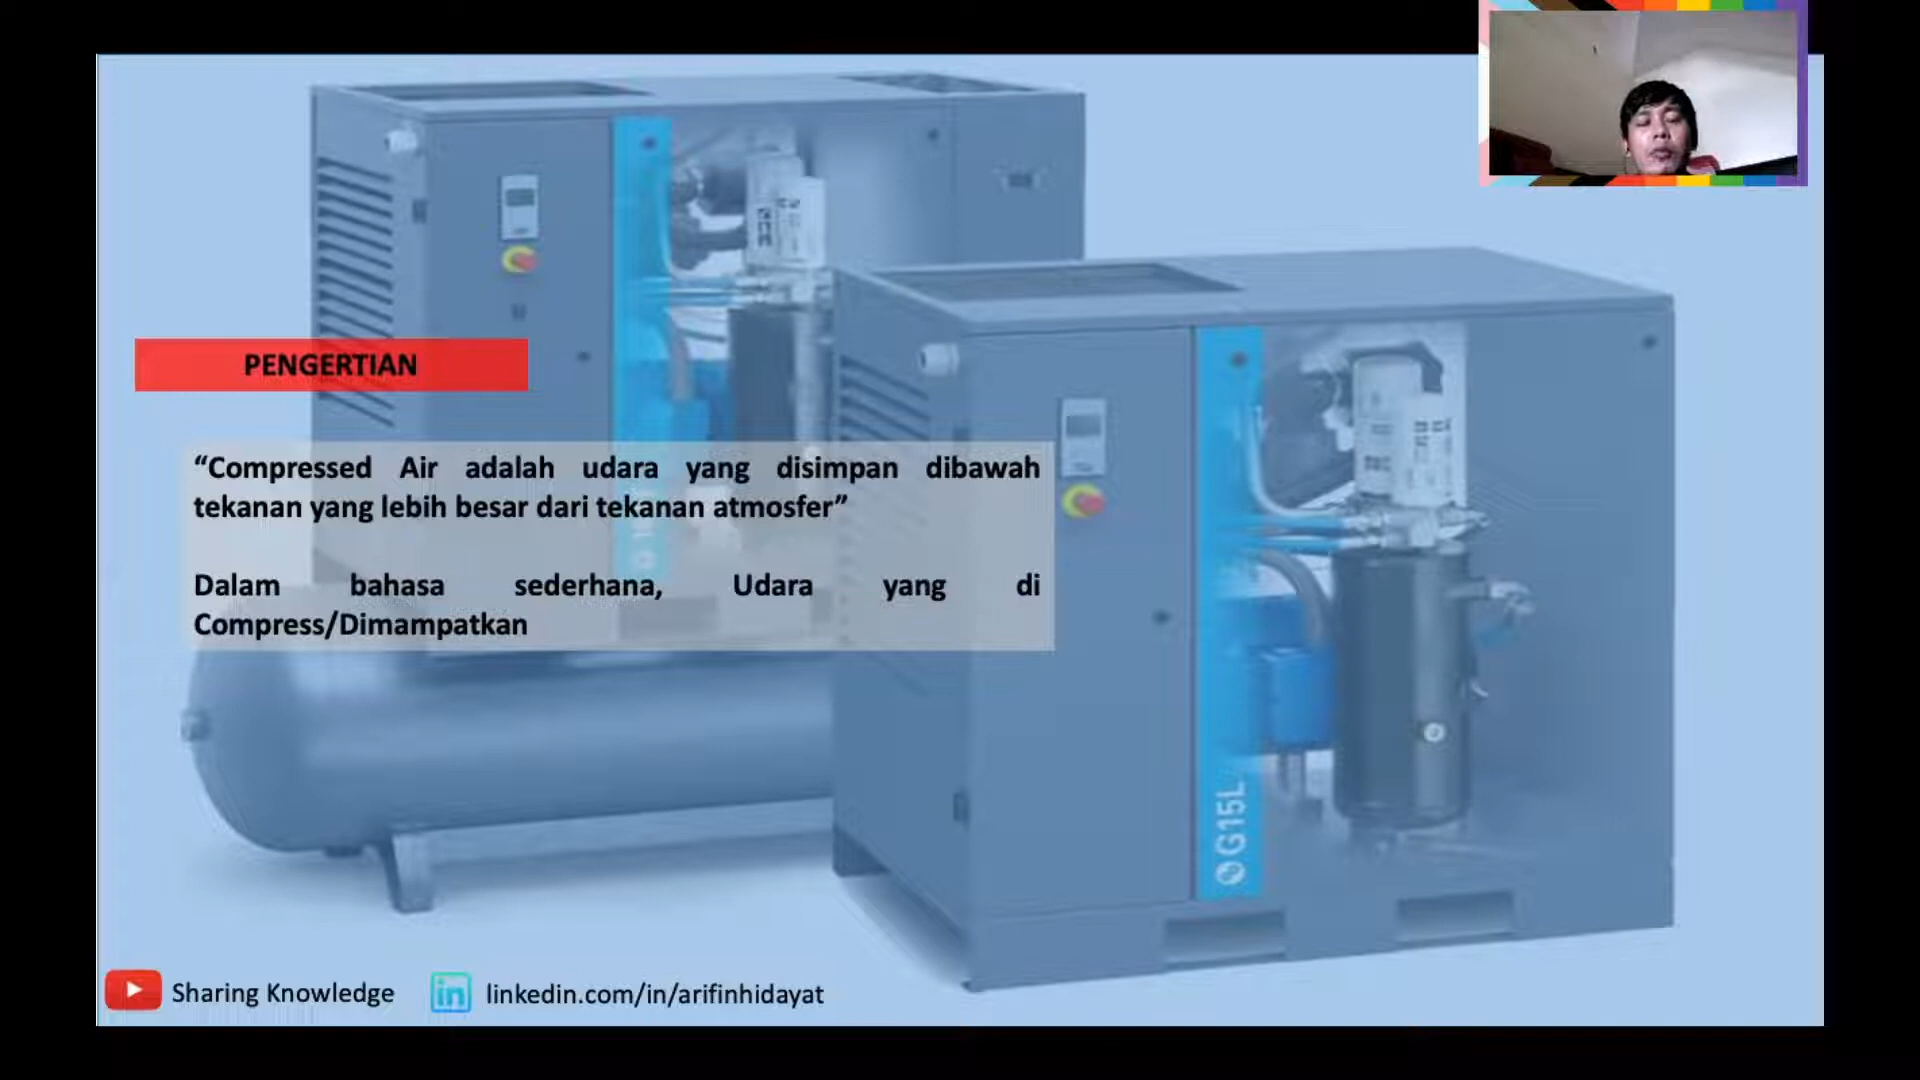 PENGERTIAN
“Compressed Air adalah udara yang disimpan dibawah
tekanan yang lebih besar dari tekanan atmosfer”
Dalam bahasa sederhana, Udara yang di
Compress/Dimampatkan
G15L
Sharing Knowledge
in
linkedin.com/in/arifinhidayat